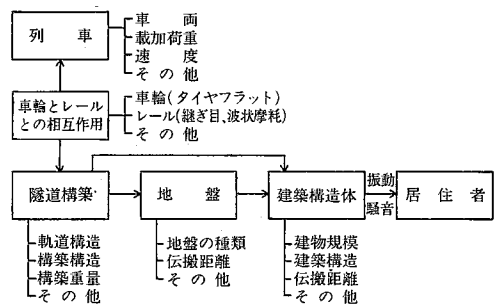 列車
車両
載加荷重
速度
その他
車輪とレール
との相互作用
車輪(タイヤフラット)
レール(継ぎ目、波状摩耗)
その他
隧道構築
地盤
建築構造体
振動
騒音
居住者
軌道構造
構築構造
構築重量
その他
地盤の種類
伝搬距離
その他
建物規模
建築構造
伝搬距離
その他